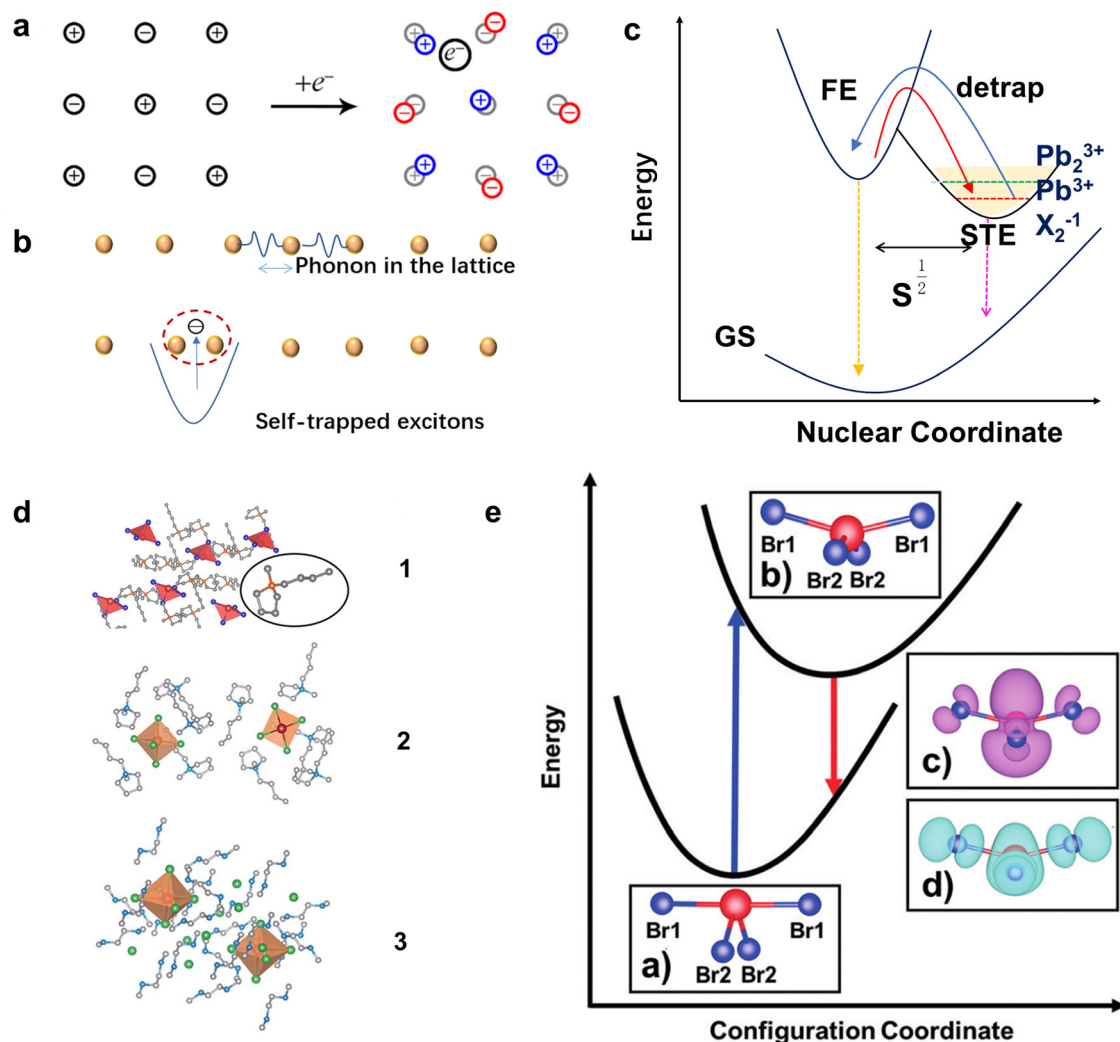 a
+ − + + − +
e⁻
− + − +e⁻ − + −
+ − + + − +
b
Phonon in the lattice
−
Self-trapped excitons
c
FE
detrap
Pb₂³⁺
Pb³⁺
X₂⁻¹
STE
S^½
GS
Energy
Nuclear Coordinate
d
1
2
3
e
Br1 Br1
Br2 Br2
b)
c)
d)
Br1 Br1
Br2 Br2
a)
Energy
Configuration Coordinate